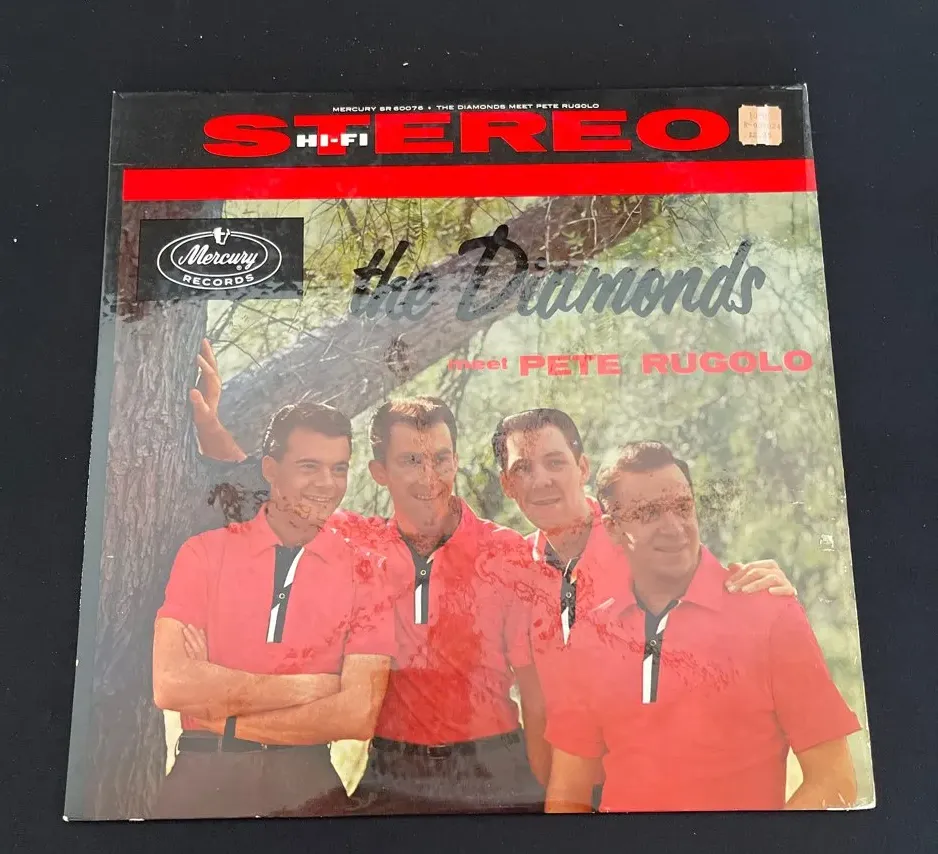 MERCURY SR 60076 • THE DIAMONDS MEET PETE RUGOLO
STEREO
HI-FI
Mercury
RECORDS
the Diamonds
meet PETE RUGOLO